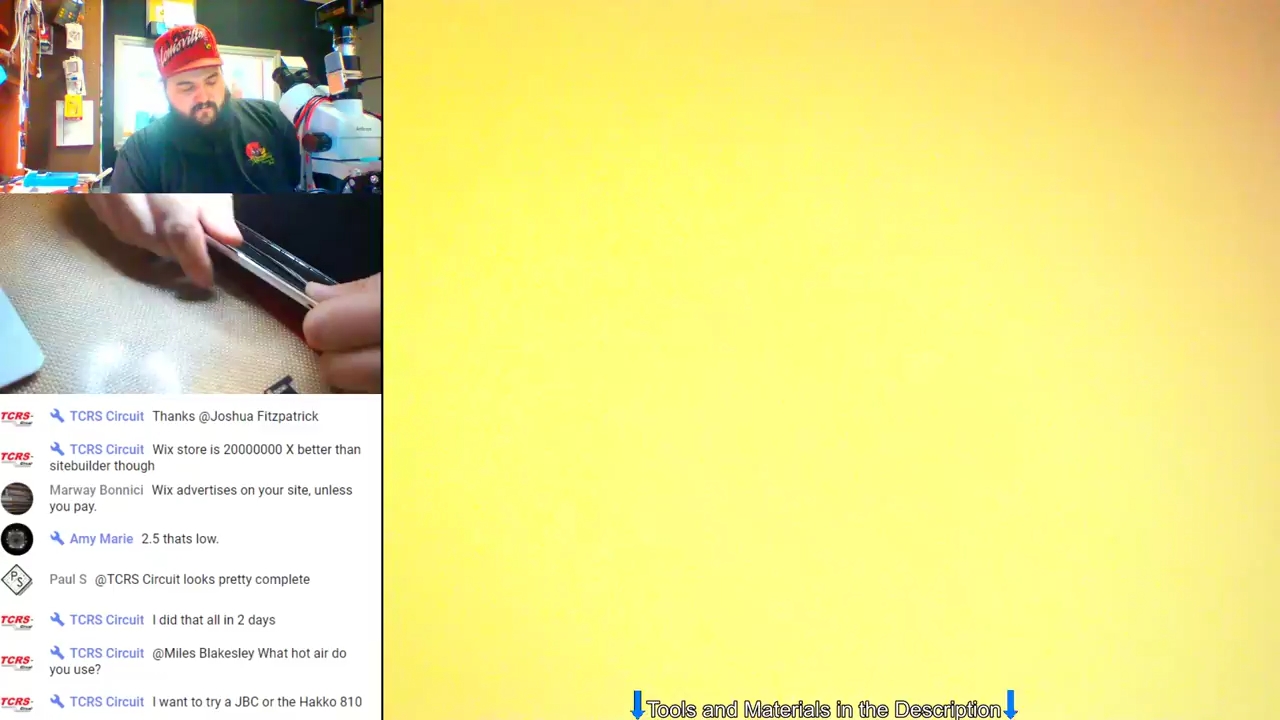 Louisville
TCRS Circuit Thanks @Joshua Fitzpatrick
TCRS Circuit Wix store is 20000000 X better than
sitebuilder though
Marway Bonnici Wix advertises on your site, unless
you pay.
Amy Marie 2.5 thats low.
Paul S @TCRS Circuit looks pretty complete
TCRS Circuit I did that all in 2 days
TCRS Circuit @Miles Blakesley What hot air do
you use?
TCRS Circuit I want to try a JBC or the Hakko 810
Tools and Materials in the Description